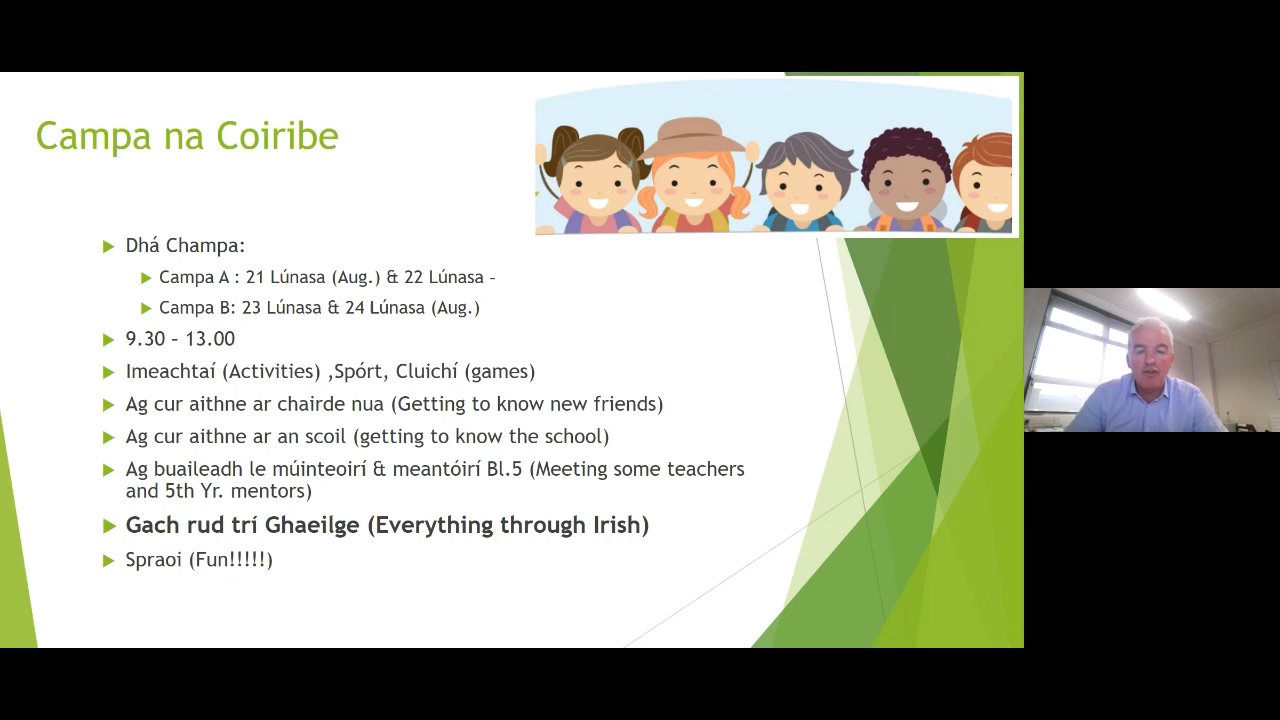 Campa na Coiribe
Dhá Champa:
Campa A : 21 Lúnasa (Aug.) & 22 Lúnasa –
Campa B: 23 Lúnasa & 24 Lúnasa (Aug.)
9.30 – 13.00
Imeachtaí (Activities) ,Spórt, Cluichí (games)
Ag cur aithne ar chairde nua (Getting to know new friends)
Ag cur aithne ar an scoil (getting to know the school)
Ag buaileadh le múinteoirí & meantóirí Bl.5 (Meeting some teachers
and 5th Yr. mentors)
Gach rud trí Ghaeilge (Everything through Irish)
Spraoi (Fun!!!!!)